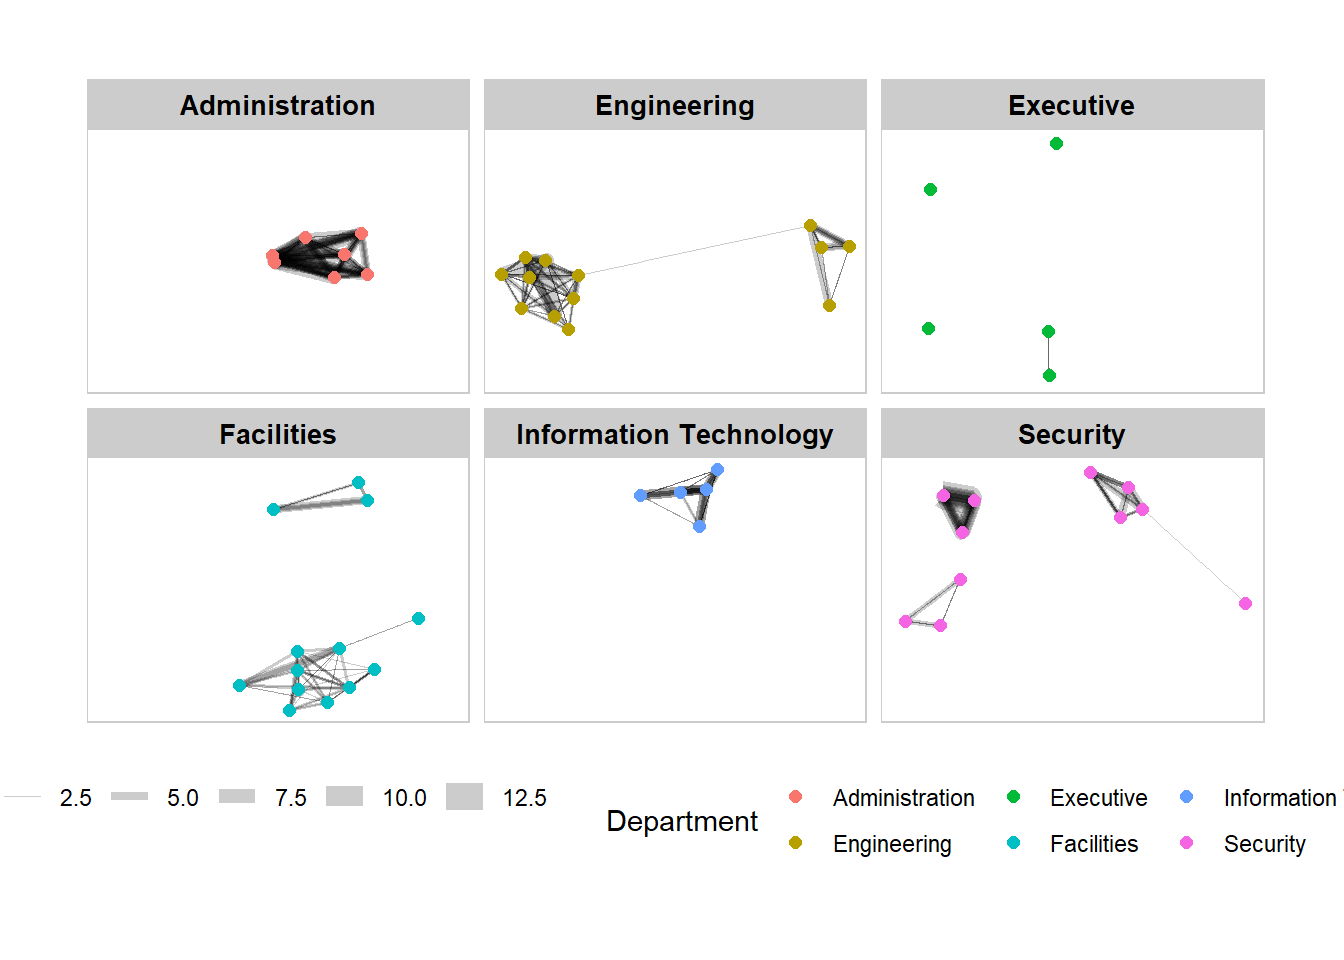 Administration
Engineering
Executive
Facilities
Information Technology
Security
2.5 5.0 7.5 10.0 12.5
Department
Administration Executive Information
Engineering Facilities Security